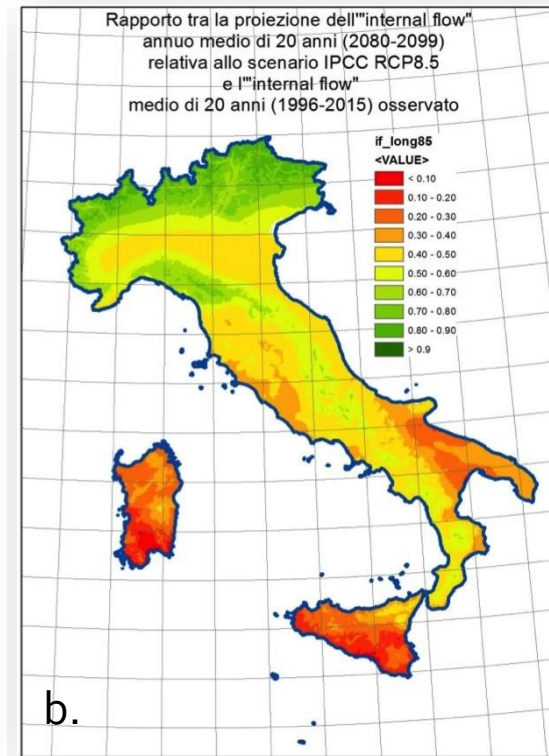 Rapporto tra la proiezione dell'"internal flow"
annuo medio di 20 anni (2080-2099)
relativa allo scenario IPCC RCP8.5
e l'"internal flow"
medio di 20 anni (1996-2015) osservato
if_long85
<VALUE>
< 0.10
0.10 - 0.20
0.20 - 0.30
0.30 - 0.40
0.40 - 0.50
0.50 - 0.60
0.60 - 0.70
0.70 - 0.80
0.80 - 0.90
> 0.9
b.